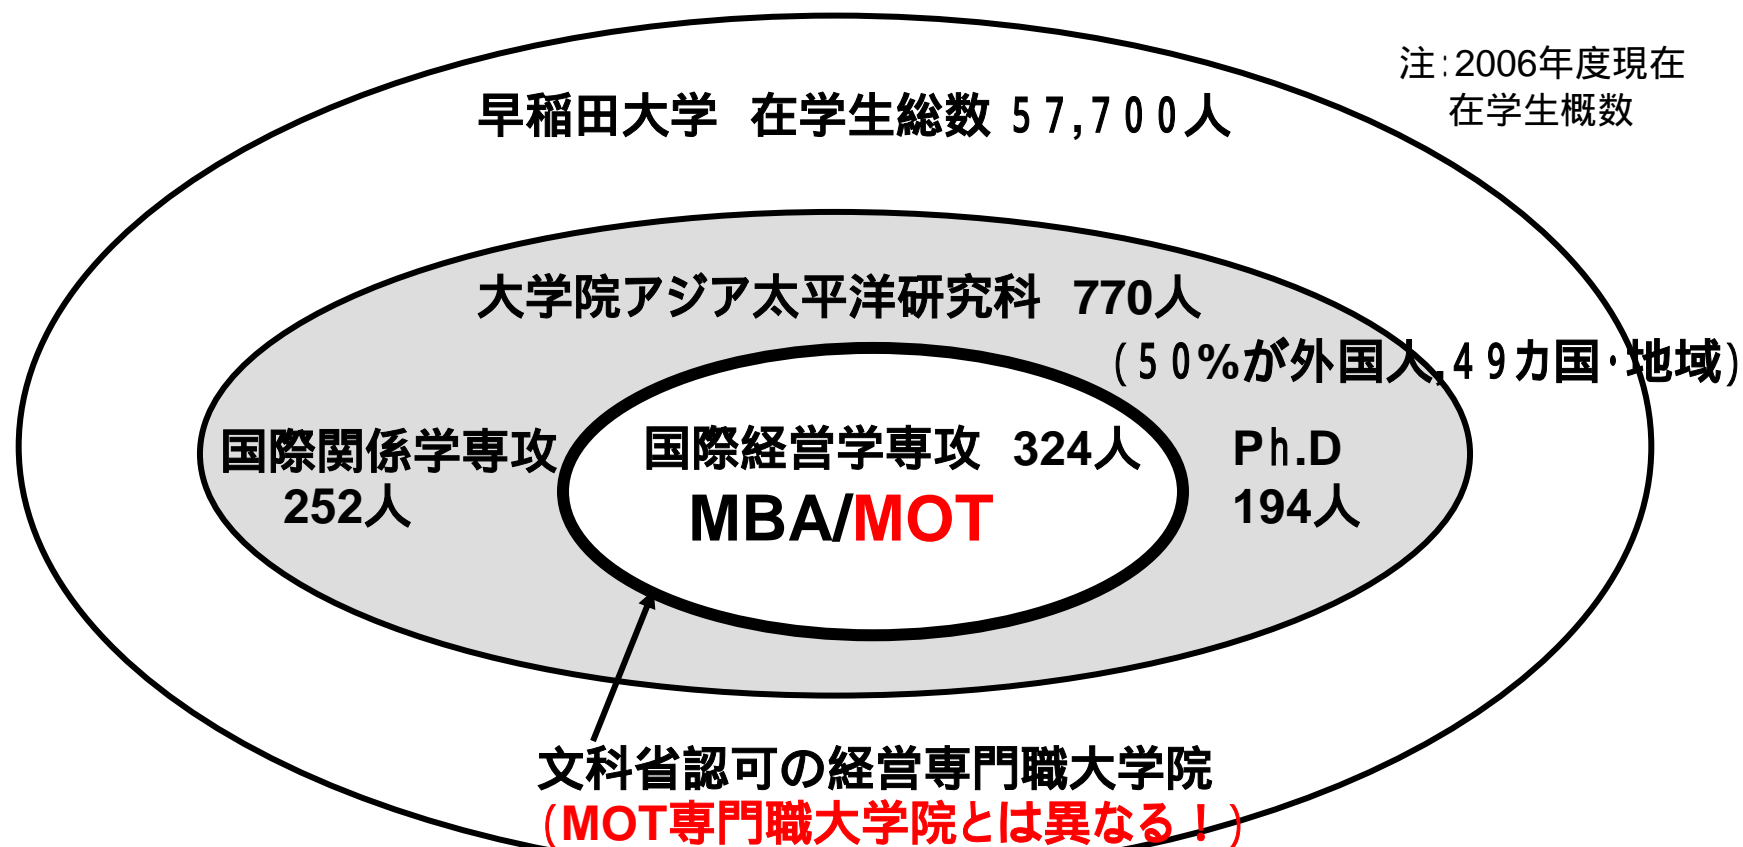 注:2006年度現在
在学生概数
早稲田大学 在学生総数 57,700人
大学院アジア太平洋研究科 770人
(50%が外国人,49カ国・地域)
国際関係学専攻
252人
国際経営学専攻 324人
MBA/MOT
Ph.D
194人
文科省認可の経営専門職大学院
(MOT専門職大学院とは異なる!)